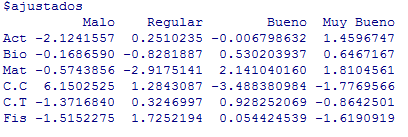 $ajustados
Malo Regular Bueno Muy Bueno
Act -2.1241557 0.2510235 -0.006798632 1.4596747
Bio -0.1686590 -0.8281887 0.530203937 0.6467167
Mat -0.5743856 -2.9175141 2.141040160 1.8104561
C.C 6.1502525 1.2843087 -3.488380984 -1.7769566
C.T -1.3716840 0.3246997 0.928252069 -0.8642501
Fis -1.5152275 1.7252194 0.054424539 -1.6190919